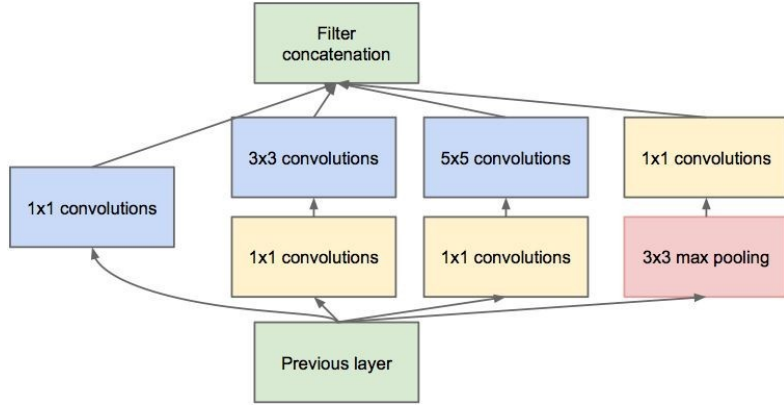 Filter
concatenation
3x3 convolutions
5x5 convolutions
1x1 convolutions
1x1 convolutions
1x1 convolutions
1x1 convolutions
3x3 max pooling
Previous layer